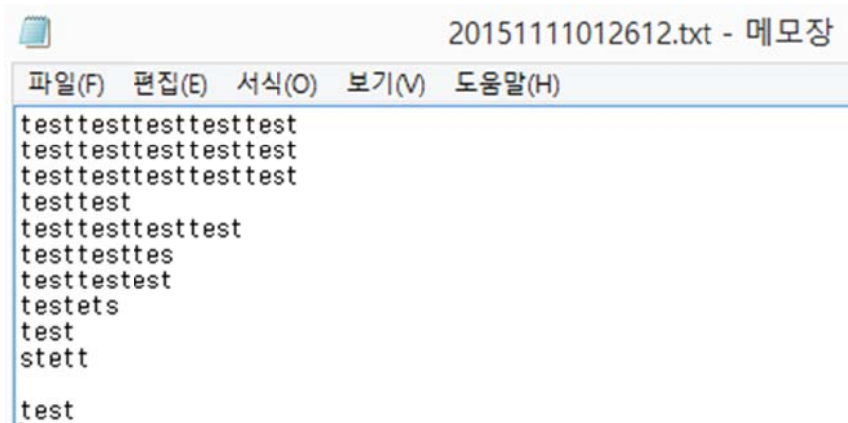 20151111012612.txt - 메모장
파일(F) 편집(E) 서식(O) 보기(V) 도움말(H)
testtesttesttesttest
testtesttesttesttest
testtesttesttesttest
testtest
testtesttesttest
testtesttes
testtestest
testets
test
stett

test